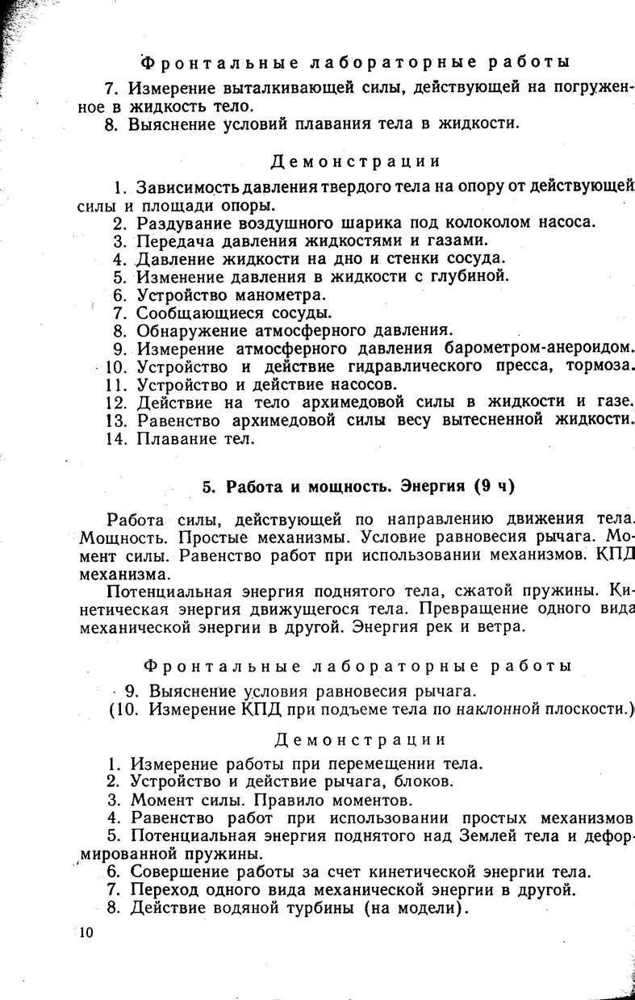 Фронтальные лабораторные работы
7. Измерение выталкивающей силы, действующей на погружен-
ное в жидкость тело.
8. Выяснение условий плавания тела в жидкости.
Демонстрации
1. Зависимость давления твердого тела на опору от действующей
силы и площади опоры.
2. Раздувание воздушного шарика под колоколом насоса.
3. Передача давления жидкостями и газами.
4. Давление жидкости на дно и стенки сосуда.
5. Изменение давления в жидкости с глубиной.
6. Устройство манометра.
7. Сообщающиеся сосуды.
8. Обнаружение атмосферного давления.
9. Измерение атмосферного давления барометром-анероидом.
10. Устройство и действие гидравлического пресса, тормоза.
11. Устройство и действие насосов.
12. Действие на тело архимедовой силы в жидкости и газе.
13. Равенство архимедовой силы весу вытесненной жидкости.
14. Плавание тел.
5. Работа и мощность. Энергия (9 ч)
Работа силы, действующей по направлению движения тела.
Мощность. Простые механизмы. Условие равновесия рычага. Мо-
мент силы. Равенство работ при использовании механизмов. КПД
механизма.
Потенциальная энергия поднятого тела, сжатой пружины. Ки-
нетическая энергия движущегося тела. Превращение одного вида
механической энергии в другой. Энергия рек и ветра.
Фронтальные лабораторные работы
9. Выяснение условия равновесия рычага.
(10. Измерение КПД при подъеме тела по наклонной плоскости.)
Демонстрации
1. Измерение работы при перемещении тела.
2. Устройство и действие рычага, блоков.
3. Момент силы. Правило моментов.
4. Равенство работ при использовании простых механизмов
5. Потенциальная энергия поднятого над Землей тела и дефор-
мированной пружины.
6. Совершение работы за счет кинетической энергии тела.
7. Переход одного вида механической энергии в другой.
8. Действие водяной турбины (на модели).
10